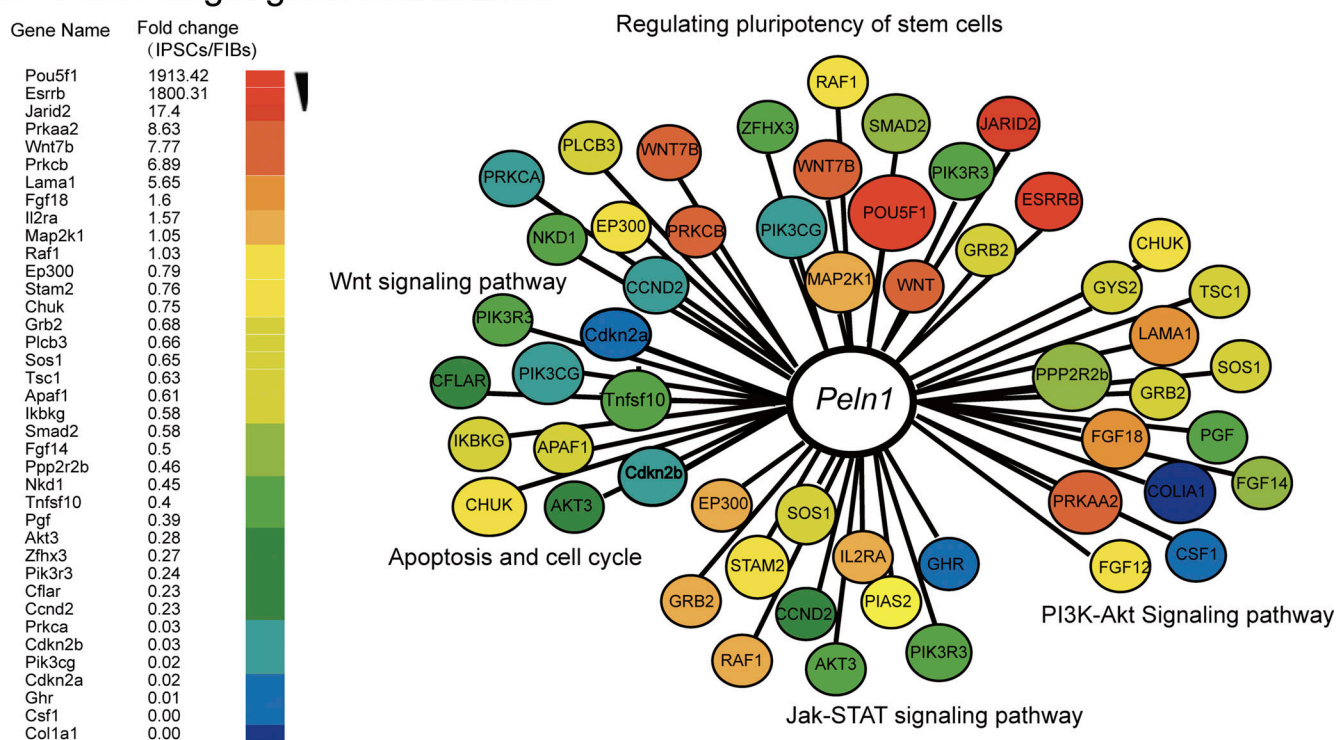 Gene Name Fold change
(IPSCs/FIBs)
Pou5f1 1913.42
Esrrb 1800.31
Jarid2 17.4
Prkaa2 8.63
Wnt7b 7.77
Prkcb 6.89
Lama1 5.65
Fgf18 1.6
Il2ra 1.57
Map2k1 1.05
Raf1 1.03
Ep300 0.79
Stam2 0.76
Chuk 0.75
Grb2 0.68
Plcb3 0.66
Sos1 0.65
Tsc1 0.63
Apaf1 0.61
Ikbkg 0.58
Smad2 0.58
Fgf14 0.5
Ppp2r2b 0.46
Nkd1 0.45
Tnfsf10 0.4
Pgf 0.39
Akt3 0.28
Zfhx3 0.27
Pik3r3 0.24
Cflar 0.23
Ccnd2 0.23
Prkca 0.03
Cdkn2b 0.03
Pik3cg 0.02
Cdkn2a 0.02
Ghr 0.01
Csf1 0.00
Col1a1 0.00
Regulating pluripotency of stem cells
RAF1
ZFHX3
SMAD2
JARID2
WNT7B
PIK3R3
POU5F1
ESRRB
PIK3CG
GRB2
MAP2K1
WNT
PLCB3
WNT7B
PRKCA
EP300
PRKCB
NKD1
CCND2
Wnt signaling pathway
PIK3R3
Cdkn2a
CFLAR
PIK3CG
Tnfsf10
IKBKG
APAF1
Cdkn2b
CHUK
AKT3
Apoptosis and cell cycle
Peln1
CHUK
GYS2
TSC1
LAMA1
PPP2R2b
SOS1
GRB2
FGF18
PGF
FGF14
COLIA1
PRKAA2
CSF1
FGF12
PI3K-Akt Signaling pathway
EP300
SOS1
STAM2
IL2RA
GHR
GRB2
CCND2
PIAS2
RAF1
AKT3
PIK3R3
Jak-STAT signaling pathway